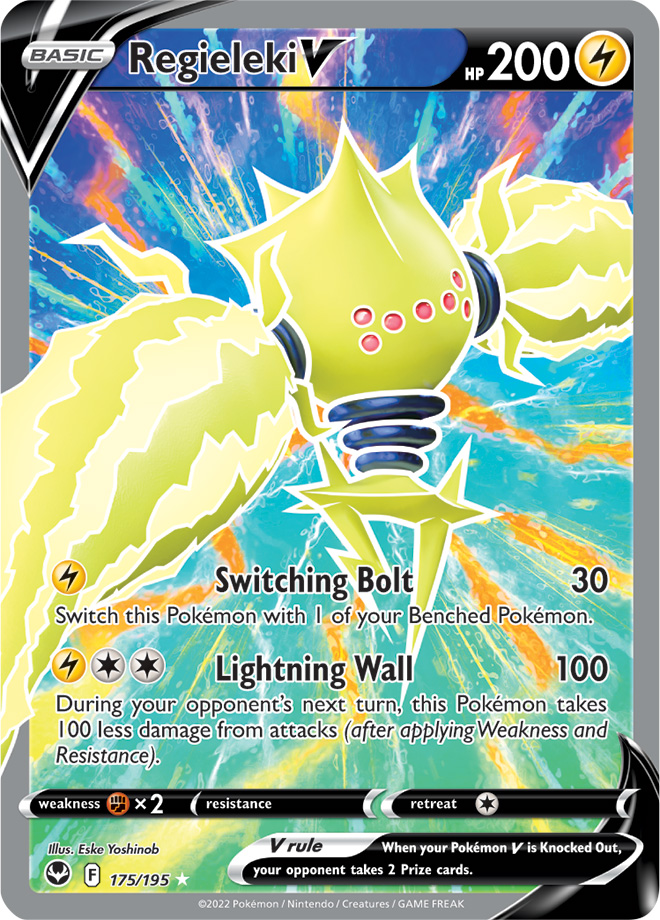 BASIC
Regieleki V
HP 200
Switching Bolt 30
Switch this Pokémon with 1 of your Benched Pokémon.
Lightning Wall 100
During your opponent's next turn, this Pokémon takes
100 less damage from attacks (after applying Weakness and
Resistance).
weakness ×2 resistance retreat
Illus. Eske Yoshinob
V rule When your Pokémon V is Knocked Out,
your opponent takes 2 Prize cards.
F 175/195
©2022 Pokémon / Nintendo / Creatures / GAME FREAK